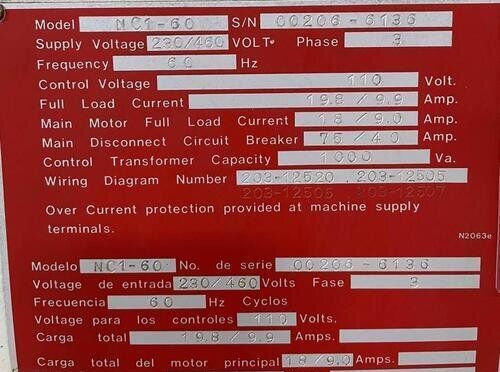 Model NC1-60 S/N 00206-6136
Supply Voltage 230/460 VOLT. Phase 3
Frequency 60 Hz
Control Voltage 110 Volt.
Full Load Current 19.8/9.9 Amp.
Main Motor Full Load Current 18/9.0 Amp.
Main Disconnect Circuit Breaker 75/40 Amp.
Control Transformer Capacity 1000 Va.
Wiring Diagram Number 203-12520 , 203-12505
203-12506 203-12507
Over Current protection provided at machine supply
terminals.
N2063e
Modelo NC1-60 No. de serie 00206-6136
Voltage de entrada 230/460 Volts Fase 3
Frecuencia 60 Hz Cyclos
Voltage para los controles 110 Volts.
Carga total 19.8/9.9 Amps.
Carga total del motor principal 18/9.0 Amps.